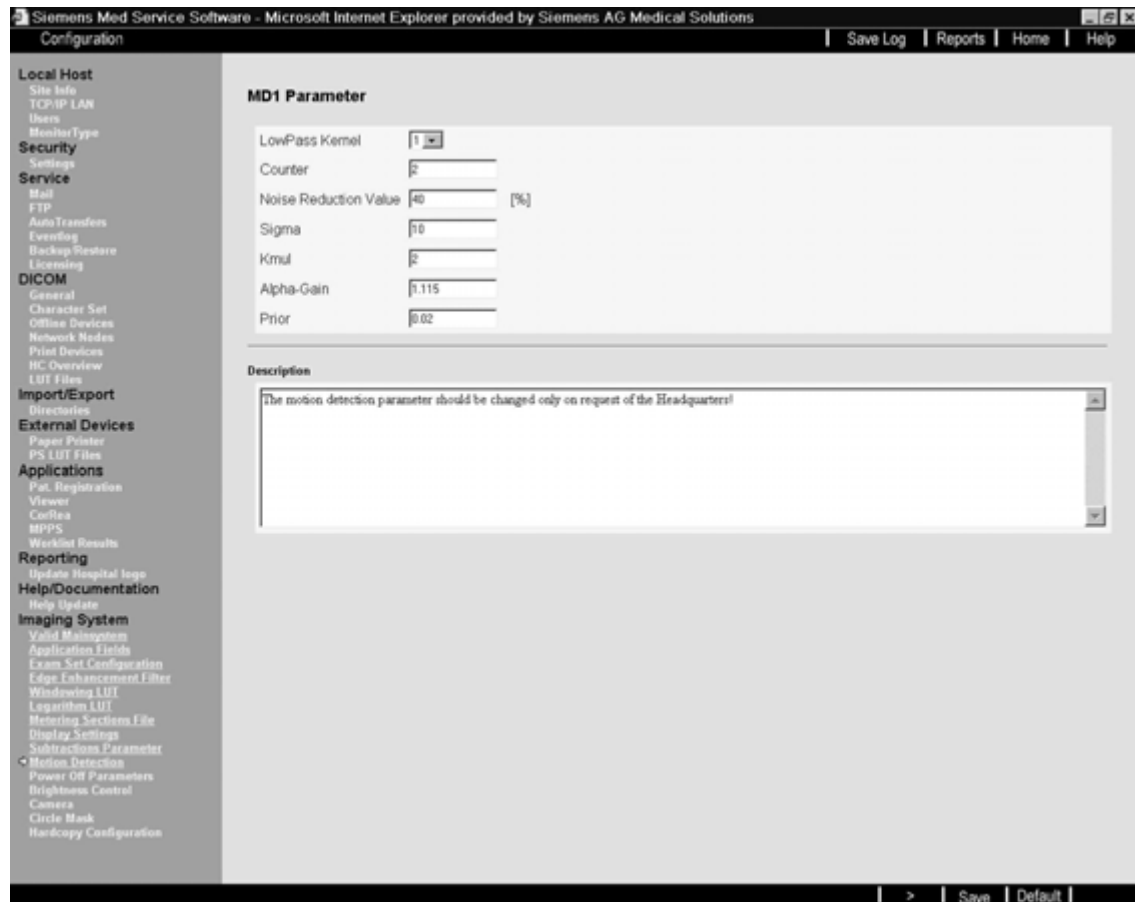 Siemens Med Service Software - Microsoft Internet Explorer provided by Siemens AG Medical Solutions
Configuration
Save Log
Reports
Home
Help
Local Host
Site Info
TCP/IP LAN
Users
MonitorType
Security
Settings
Service
Mail
FTP
AutoTransfers
Eventlog
Backup/Restore
Licensing
DICOM
General
Character Set
Offline Devices
Network Nodes
Print Devices
HC Overview
LUT Files
Import/Export
Directories
External Devices
Paper Printer
PS LUT Files
Applications
Pat. Registration
Viewer
CorRea
MPPS
Worklist Results
Reporting
Update Hospital logo
Help/Documentation
Help Update
Imaging System
Valid Mainsystem
Application Fields
Exam Set Configuration
Edge Enhancement Filter
Windowing LUT
Logarithm LUT
Metering Sections File
Display Settings
Subtractions Parameter
Motion Detection
Power Off Parameters
Brightness Control
Camera
Circle Mask
Hardcopy Configuration
MD1 Parameter
LowPass Kernel 1
Counter 2
Noise Reduction Value 40 [%]
Sigma 10
Kmul 2
Alpha-Gain 1.115
Prior 0.02
Description
The motion detection parameter should be changed only on request of the Headquarters!
>
Save
Default